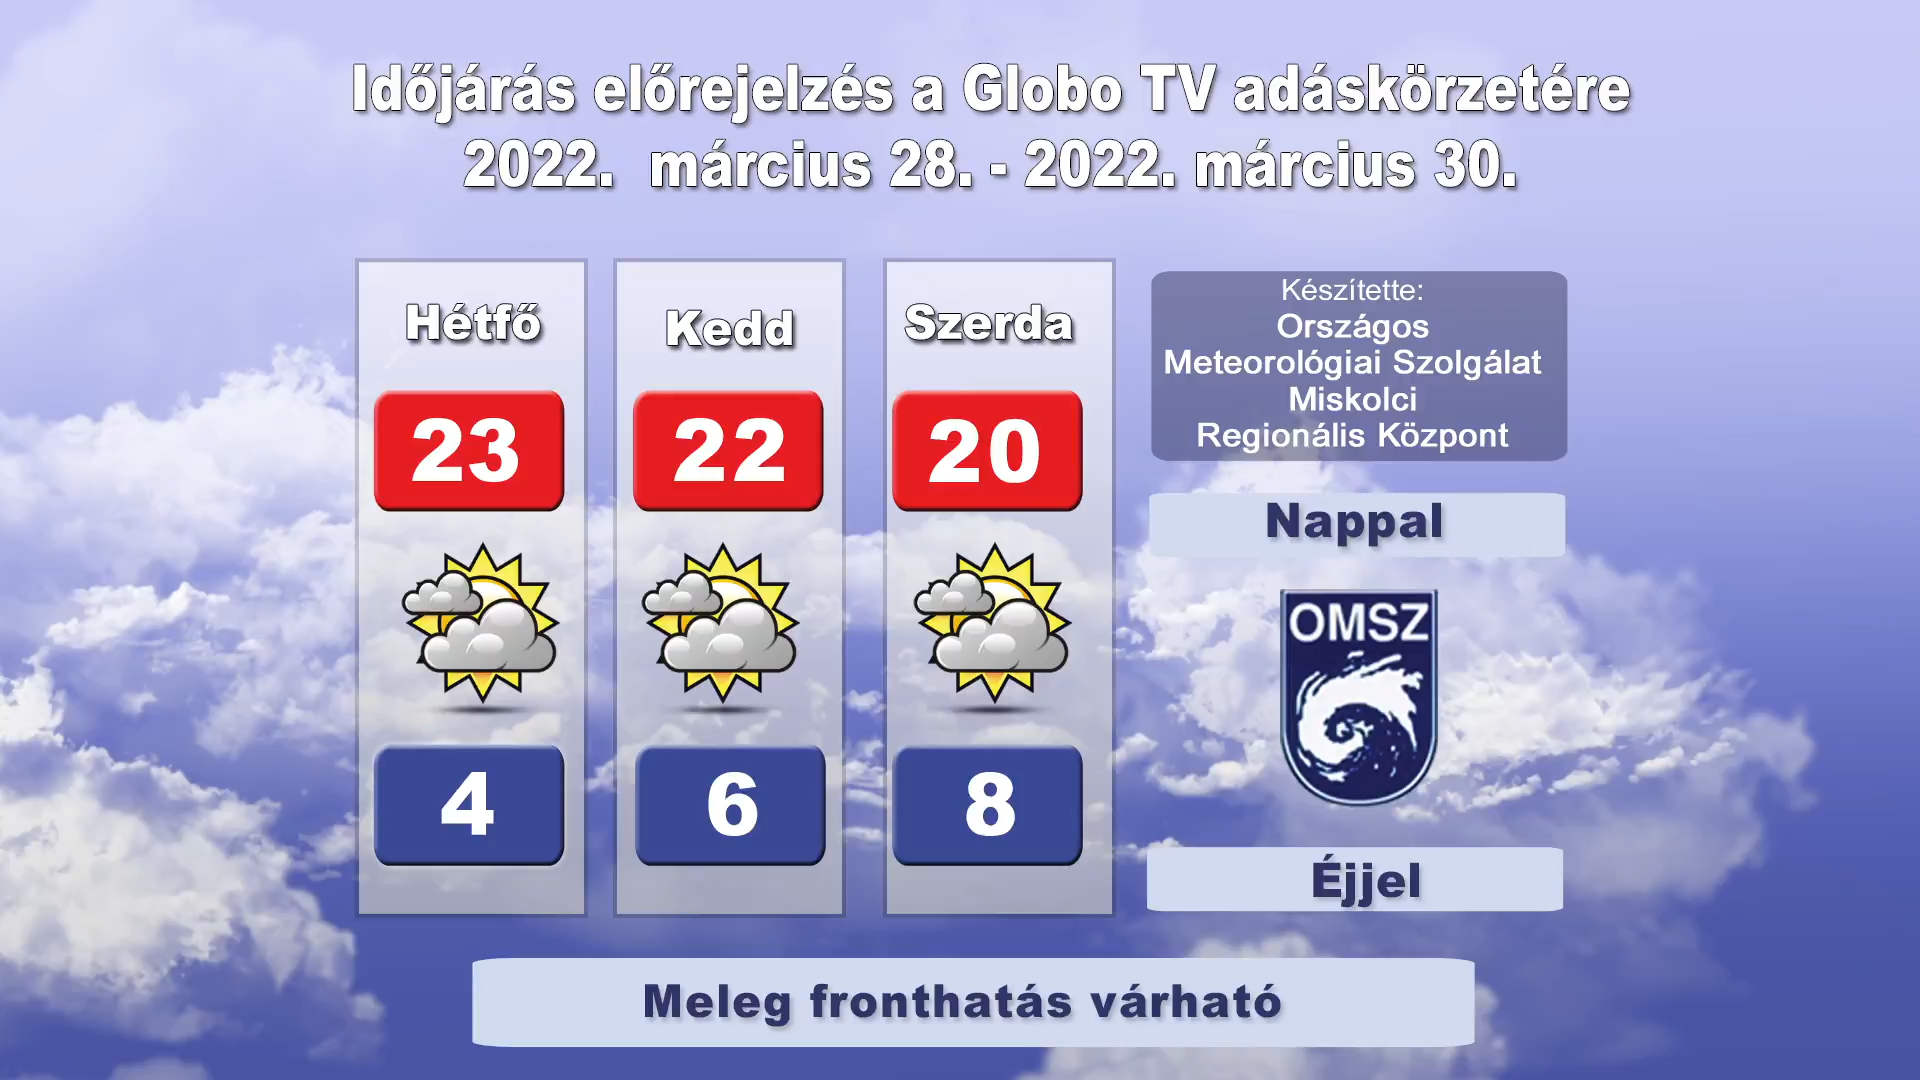 Időjárás előrejelzés a Globo TV adáskörzetére
2022.  március 28. - 2022. március 30.
Hétfő
Kedd
Szerda
23
22
20
4
6
8
Készítette:
Országos
Meteorológiai Szolgálat
Miskolci
Regionális Központ
Nappal
OMSZ
Éjjel
Meleg fronthatás várható